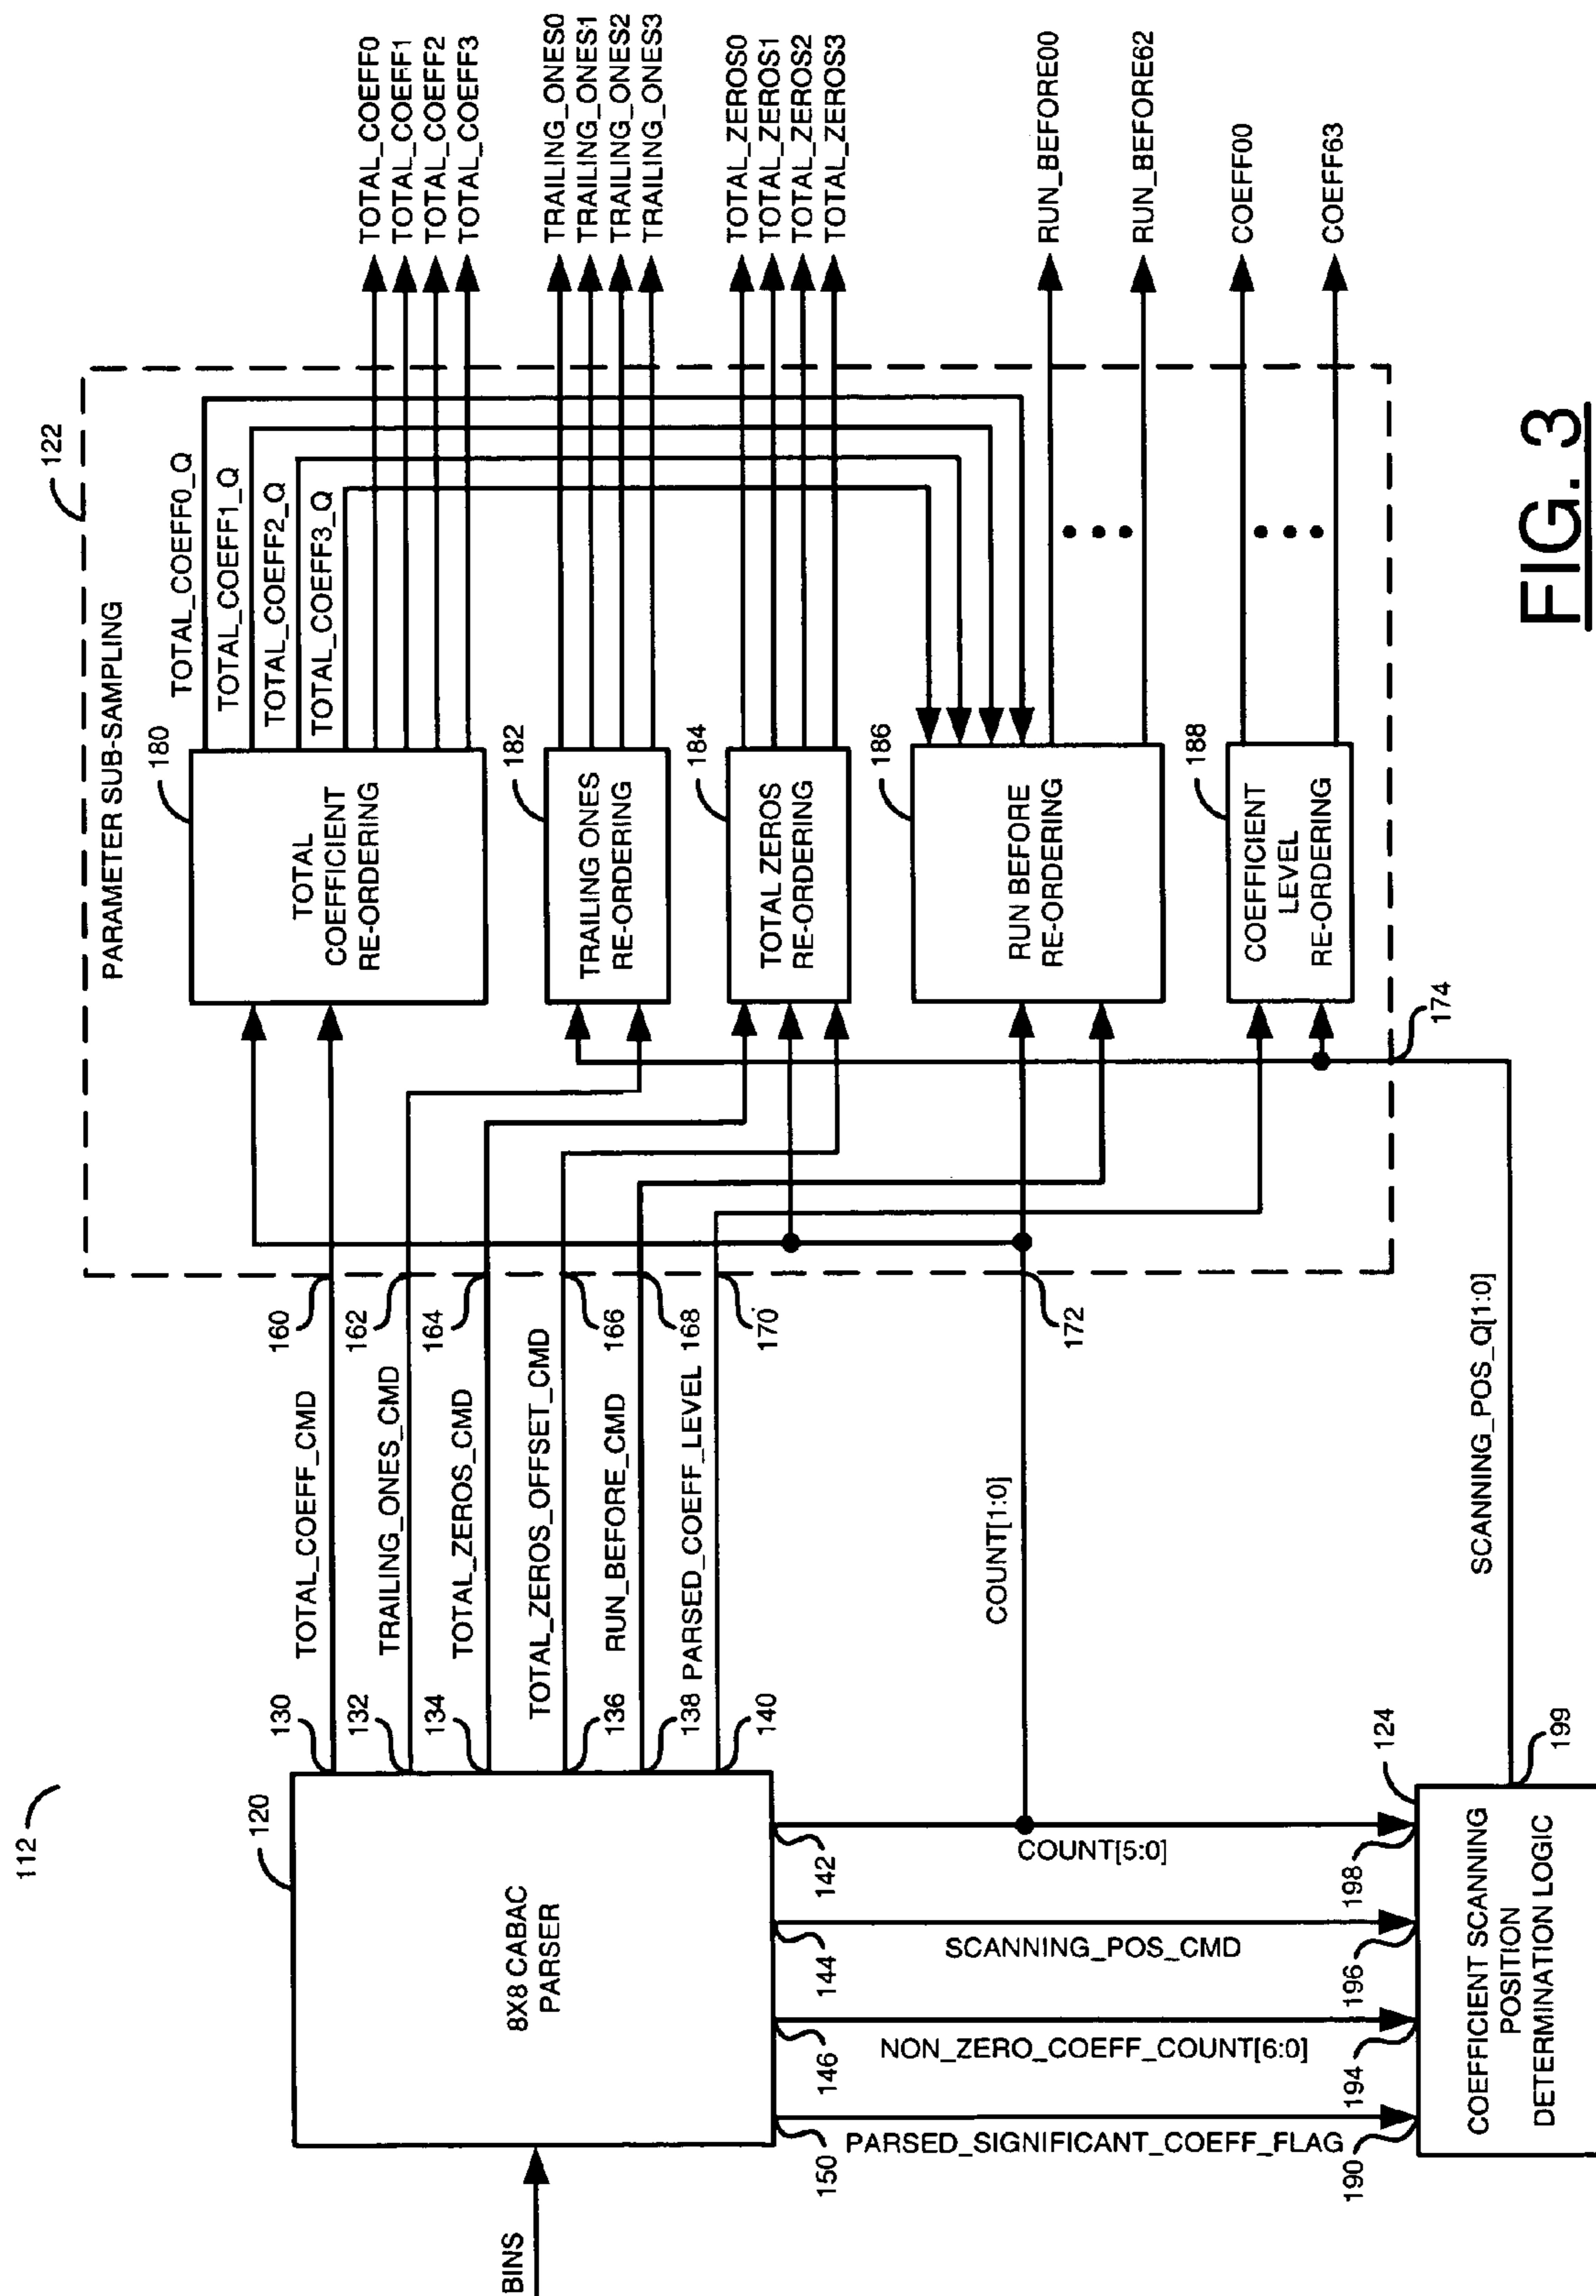 112
122
PARAMETER SUB-SAMPLING
BINS
120
8X8 CABAC
PARSER
130
TOTAL_COEFF_CMD
160
132
TRAILING_ONES_CMD
162
134
TOTAL_ZEROS_CMD
164
136
TOTAL_ZEROS_OFFSET_CMD
166
138
RUN_BEFORE_CMD
168
140
PARSED_COEFF_LEVEL
170
180
TOTAL
COEFFICIENT
RE-ORDERING
TOTAL_COEFF0_Q
TOTAL_COEFF1_Q
TOTAL_COEFF2_Q
TOTAL_COEFF3_Q
TOTAL_COEFF0
TOTAL_COEFF1
TOTAL_COEFF2
TOTAL_COEFF3
182
TRAILING ONES
RE-ORDERING
TRAILING_ONES0
TRAILING_ONES1
TRAILING_ONES2
TRAILING_ONES3
184
TOTAL ZEROS
RE-ORDERING
TOTAL_ZEROS0
TOTAL_ZEROS1
TOTAL_ZEROS2
TOTAL_ZEROS3
186
RUN BEFORE
RE-ORDERING
RUN_BEFORE00
RUN_BEFORE62
188
COEFFICIENT
LEVEL
RE-ORDERING
COEFF00
COEFF63
150
146
144
142
PARSED_SIGNIFICANT_COEFF_FLAG
NON_ZERO_COEFF_COUNT[6:0]
SCANNING_POS_CMD
COUNT[5:0]
COUNT[1:0]
172
174
190
194
196
198
124
COEFFICIENT SCANNING
POSITION
DETERMINATION LOGIC
199
SCANNING_POS_Q[1:0]
FIG. 3